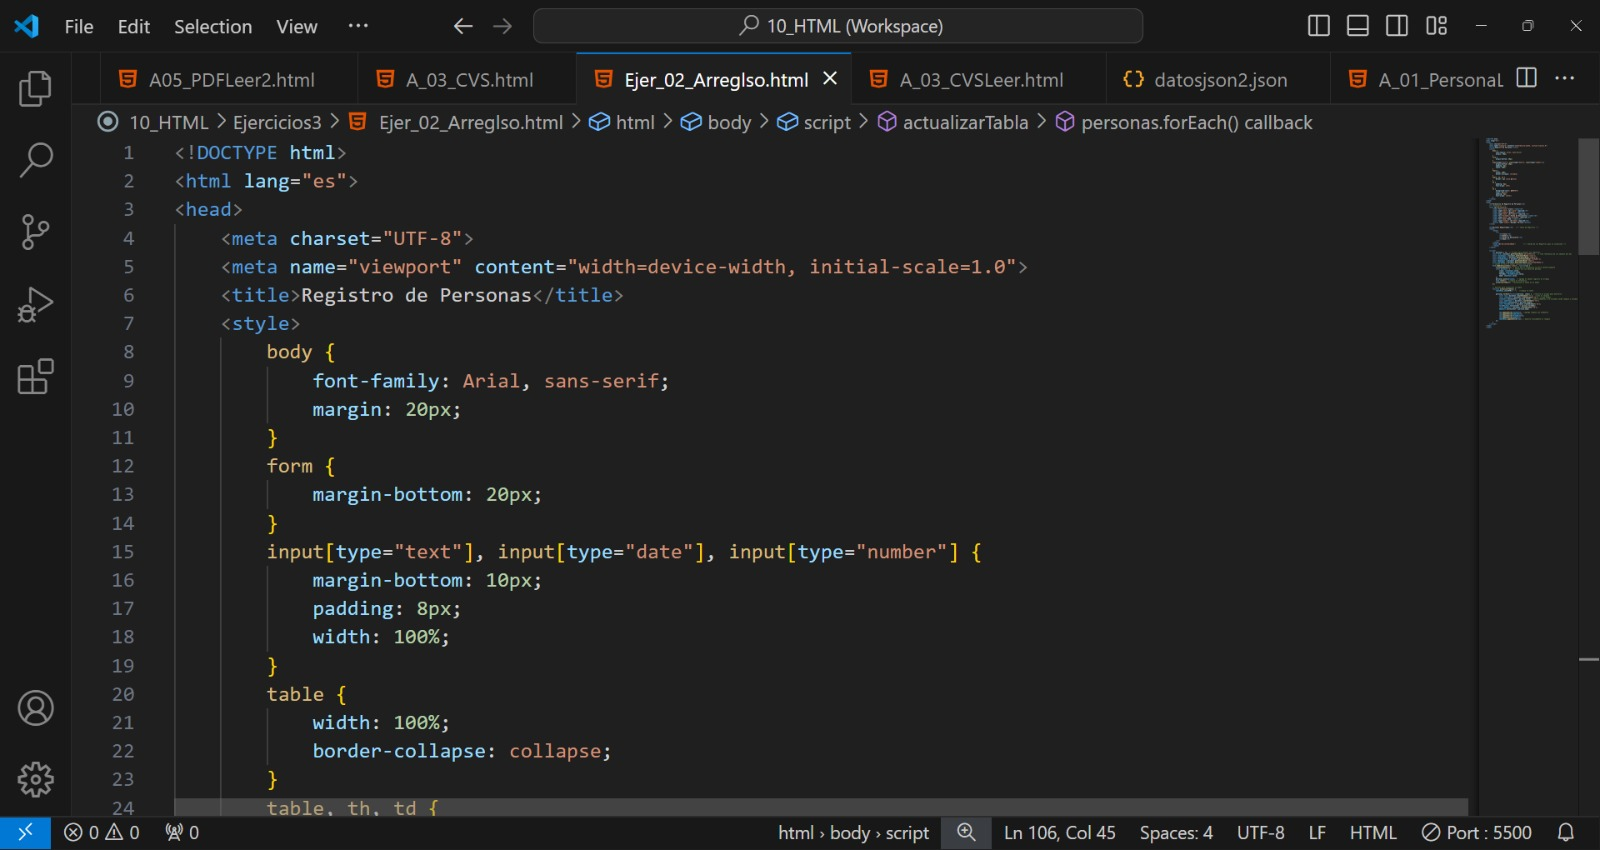 File Edit Selection View ··· 10_HTML (Workspace)
A05_PDFLeer2.html A_03_CVS.html Ejer_02_Arreglso.html A_03_CVSLeer.html datosjson2.json A_01_Personal
10_HTML > Ejercicios3 > Ejer_02_Arreglso.html > html > body > script > actualizarTabla > personas.forEach() callback
1 <!DOCTYPE html>
2 <html lang="es">
3 <head>
4 <meta charset="UTF-8">
5 <meta name="viewport" content="width=device-width, initial-scale=1.0">
6 <title>Registro de Personas</title>
7 <style>
8 body {
9 font-family: Arial, sans-serif;
10 margin: 20px;
11 }
12 form {
13 margin-bottom: 20px;
14 }
15 input[type="text"], input[type="date"], input[type="number"] {
16 margin-bottom: 10px;
17 padding: 8px;
18 width: 100%;
19 }
20 table {
21 width: 100%;
22 border-collapse: collapse;
23 }
24 table, th, td {
0 0 0 html › body › script Ln 106, Col 45 Spaces: 4 UTF-8 LF HTML Port : 5500